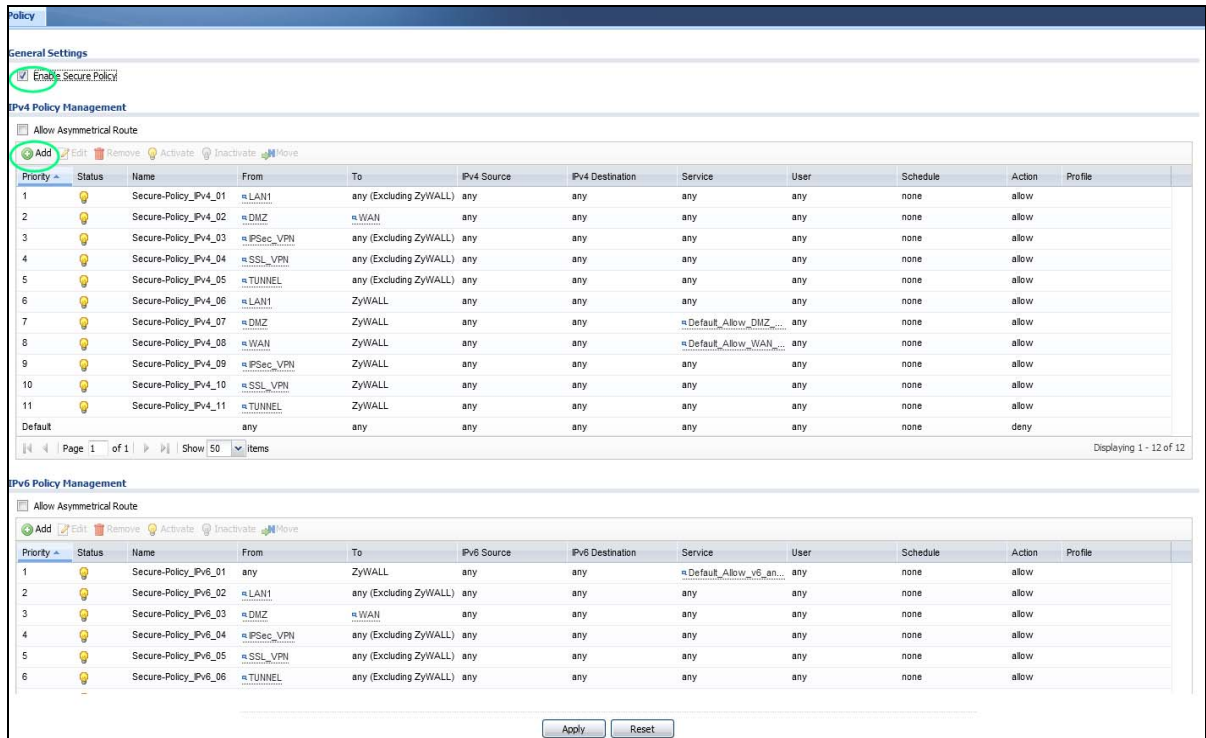 Policy
General Settings
Enable Secure Policy
IPv4 Policy Management
Allow Asymmetrical Route
Add Edit Remove Activate Inactivate Move
Priority Status Name From To IPv4 Source IPv4 Destination Service User Schedule Action Profile
1 Secure-Policy_IPv4_01 LAN1 any (Excluding ZyWALL) any any any any none allow
2 Secure-Policy_IPv4_02 DMZ WAN any any any any none allow
3 Secure-Policy_IPv4_03 IPSec_VPN any (Excluding ZyWALL) any any any any none allow
4 Secure-Policy_IPv4_04 SSL_VPN any (Excluding ZyWALL) any any any any none allow
5 Secure-Policy_IPv4_05 TUNNEL any (Excluding ZyWALL) any any any any none allow
6 Secure-Policy_IPv4_06 LAN1 ZyWALL any any any any none allow
7 Secure-Policy_IPv4_07 DMZ ZyWALL any any Default_Allow_DMZ_... any none allow
8 Secure-Policy_IPv4_08 WAN ZyWALL any any Default_Allow_WAN_... any none allow
9 Secure-Policy_IPv4_09 IPSec_VPN ZyWALL any any any any none allow
10 Secure-Policy_IPv4_10 SSL_VPN ZyWALL any any any any none allow
11 Secure-Policy_IPv4_11 TUNNEL ZyWALL any any any any none allow
Default any any any any any any none deny
Page 1 of 1 Show 50 items Displaying 1 - 12 of 12
IPv6 Policy Management
Allow Asymmetrical Route
Add Edit Remove Activate Inactivate Move
Priority Status Name From To IPv6 Source IPv6 Destination Service User Schedule Action Profile
1 Secure-Policy_IPv6_01 any ZyWALL any any Default_Allow_v6_an... any none allow
2 Secure-Policy_IPv6_02 LAN1 any (Excluding ZyWALL) any any any any none allow
3 Secure-Policy_IPv6_03 DMZ WAN any any any any none allow
4 Secure-Policy_IPv6_04 IPSec_VPN any (Excluding ZyWALL) any any any any none allow
5 Secure-Policy_IPv6_05 SSL_VPN any (Excluding ZyWALL) any any any any none allow
6 Secure-Policy_IPv6_06 TUNNEL any (Excluding ZyWALL) any any any any none allow
Apply Reset